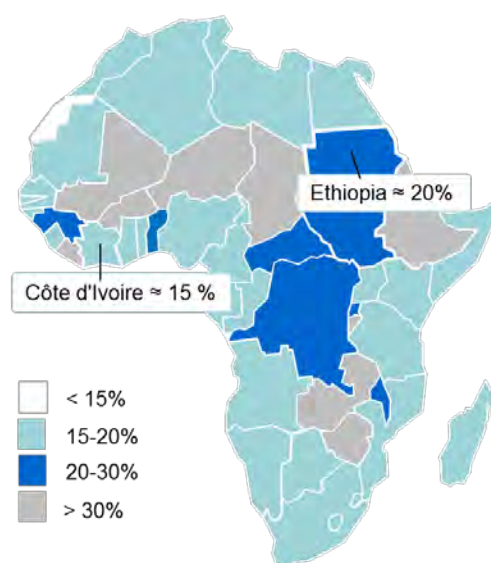 Ethiopia ≈ 20%
Côte d'Ivoire ≈ 15 %
< 15%
15-20%
20-30%
> 30%